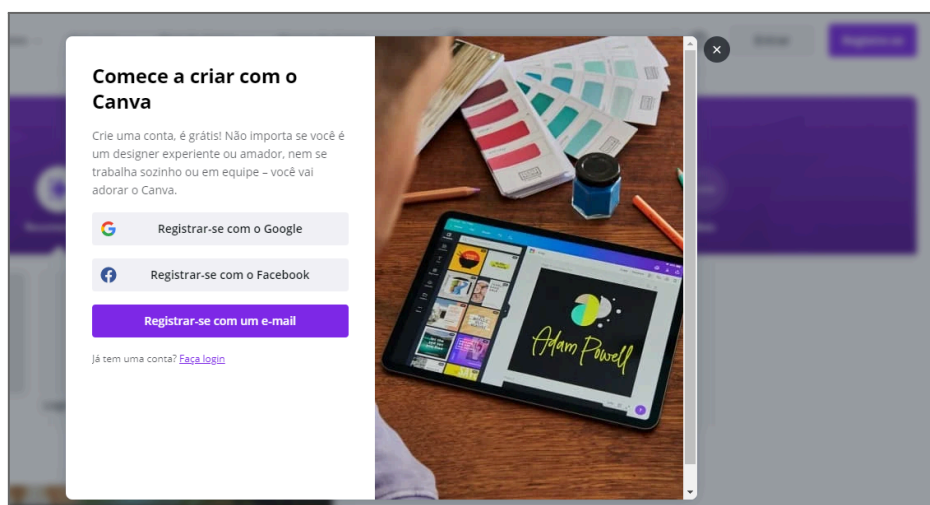 Comece a criar com o
Canva
Crie uma conta, é grátis! Não importa se você é
um designer experiente ou amador, nem se
trabalha sozinho ou em equipe – você vai
adorar o Canva.
Registrar-se com o Google
Registrar-se com o Facebook
Registrar-se com um e-mail
Já tem uma conta? Faça login
Adam Powell